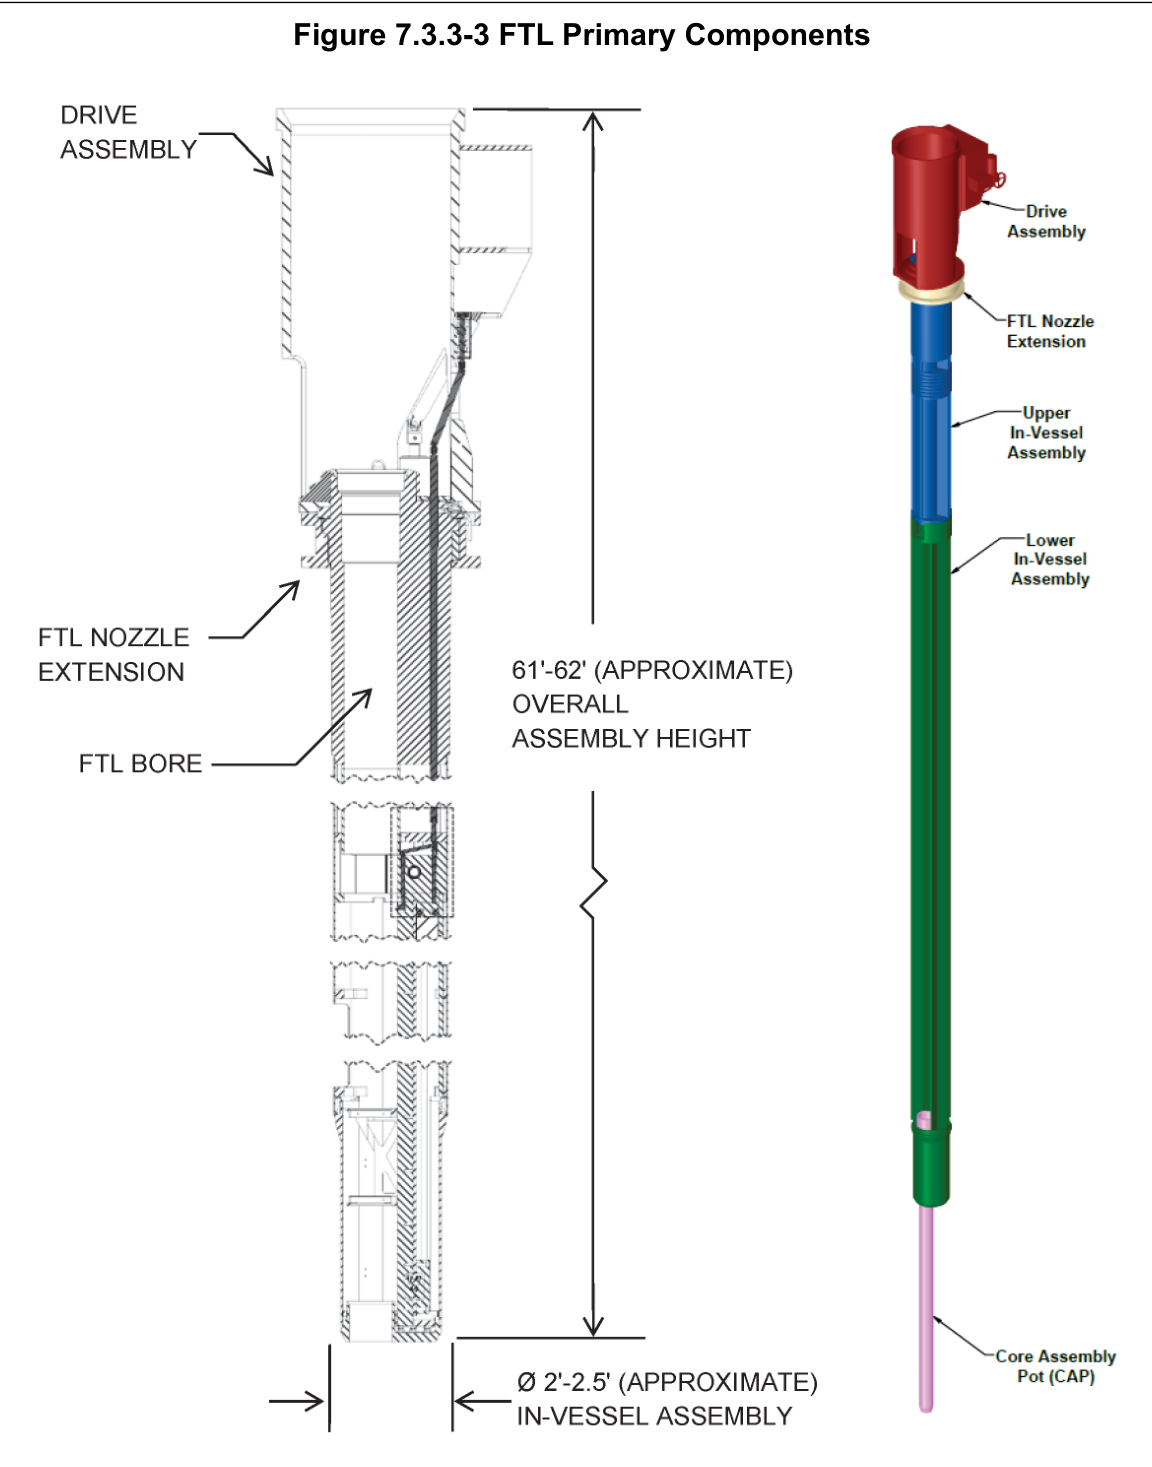 Figure 7.3.3-3 FTL Primary Components
DRIVE
ASSEMBLY
FTL NOZZLE
EXTENSION
FTL BORE
61'-62' (APPROXIMATE)
OVERALL
ASSEMBLY HEIGHT
Ø 2'-2.5' (APPROXIMATE)
IN-VESSEL ASSEMBLY
Drive
Assembly
FTL Nozzle
Extension
Upper
In-Vessel
Assembly
Lower
In-Vessel
Assembly
Core Assembly
Pot (CAP)